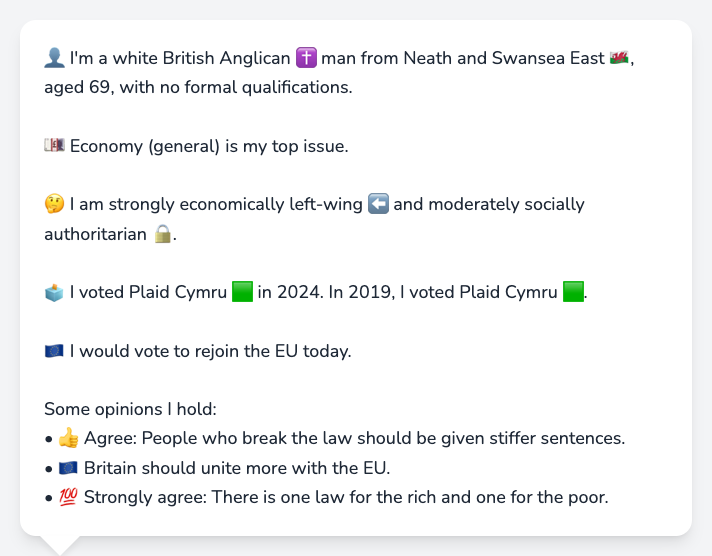 👤 I'm a white British Anglican ✝️ man from Neath and Swansea East 🏴󠁧󠁢󠁷󠁬󠁳󠁿,
aged 69, with no formal qualifications.
💷 Economy (general) is my top issue.
🤔 I am strongly economically left-wing ⬅️ and moderately socially
authoritarian 🔒.
🗳️ I voted Plaid Cymru 🟩 in 2024. In 2019, I voted Plaid Cymru 🟩.
🇪🇺 I would vote to rejoin the EU today.
Some opinions I hold:
• 👍 Agree: People who break the law should be given stiffer sentences.
• 🇪🇺 Britain should unite more with the EU.
• 💯 Strongly agree: There is one law for the rich and one for the poor.